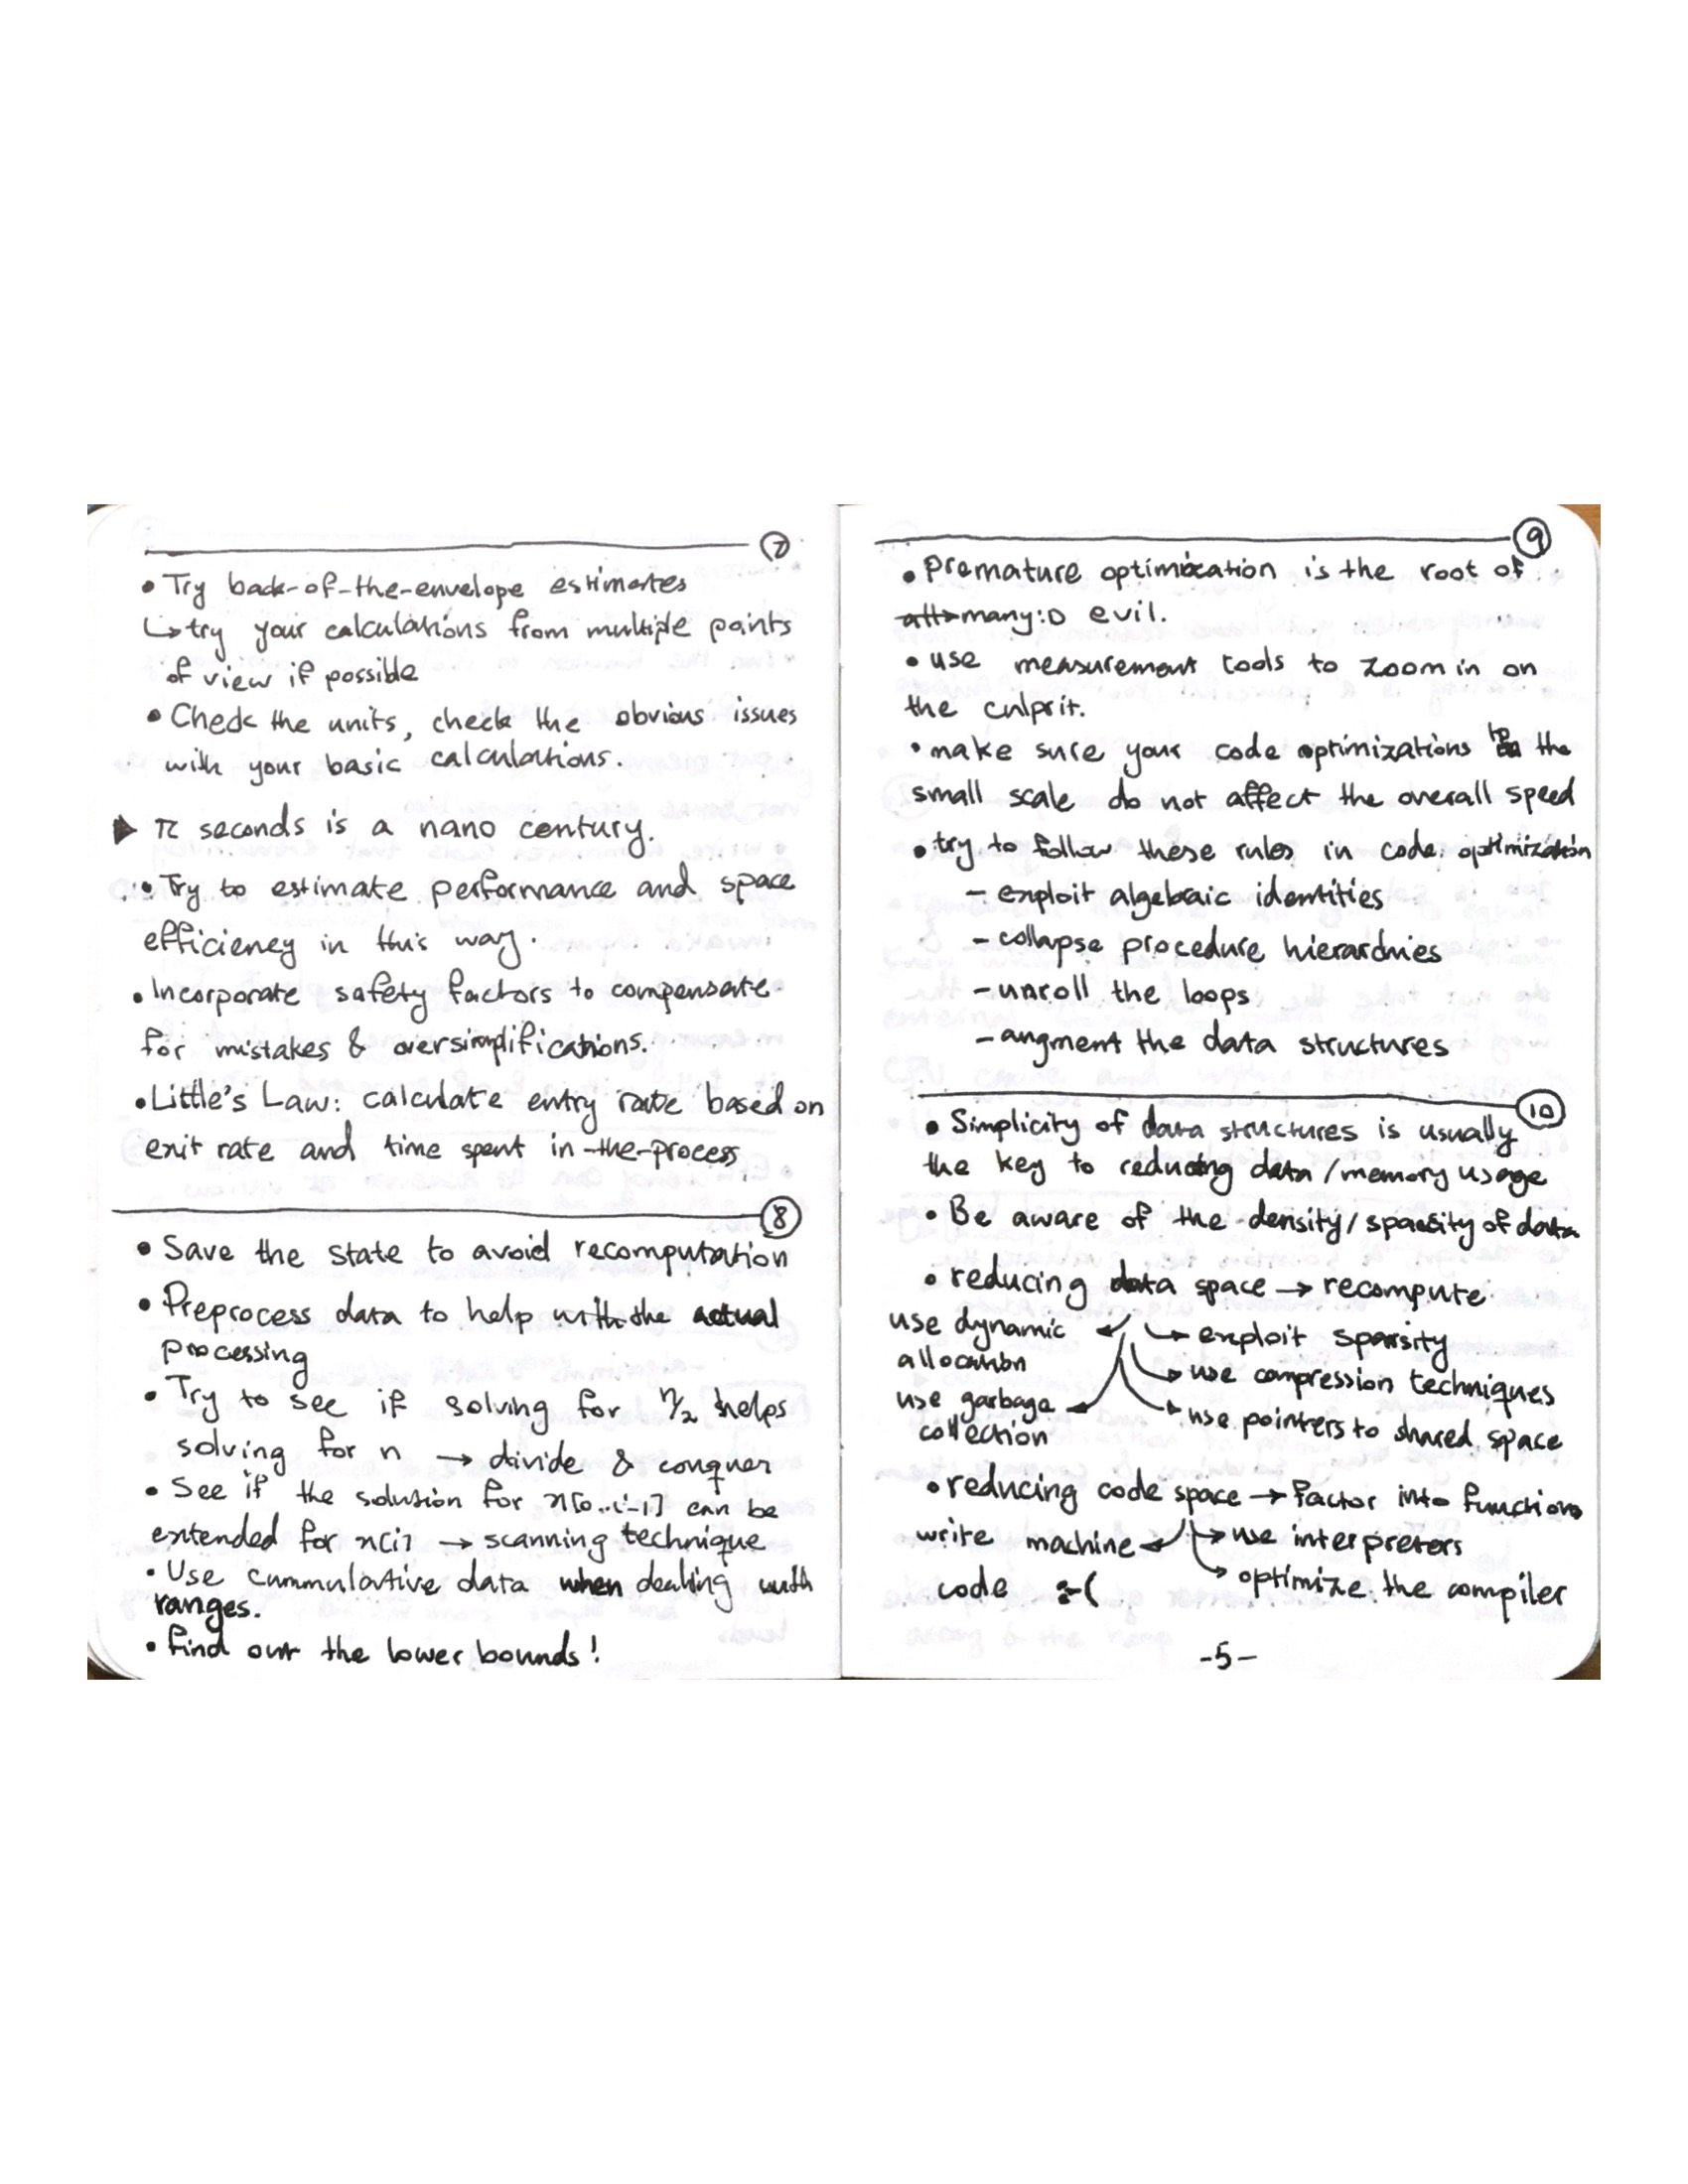 7
• Try back-of-the-envelope estimates
↳ try your calculations from multiple points
of view if possible
• Check the units, check the obvious issues
with your basic calculations.
▶ π seconds is a nano century.
• Try to estimate performance and space
efficiency in this way.
• Incorporate safety factors to compensate
for mistakes & oversimplifications.
• Little's Law: calculate entry rate based on
exit rate and time spent in-the-process
8
• Save the state to avoid recomputation
• Preprocess data to help with the actual
processing
• Try to see if solving for n/2 helps
solving for n → divide & conquer
• See if the solution for x[0..i-1] can be
extended for x[i] → scanning technique
• Use cummulative data when dealing with
ranges.
• find out the lower bounds!
9
• Premature optimization is the root of
all→many:D evil.
• use measurement tools to zoom in on
the culprit.
• make sure your code optimizations to the
small scale do not affect the overall speed
• try to follow these rules in code optimization
- exploit algebraic identities
- collapse procedure hierarchies
- unroll the loops
- augment the data structures
10
• Simplicity of data structures is usually
the key to reducing data/memory usage
• Be aware of the density/sparsity of data
• reducing data space → recompute
use dynamic
allocation
use garbage
collection
→ exploit sparsity
→ use compression techniques
→ use pointers to shared space
• reducing code space → factor into functions
write machine
code :-(
→ use interpreters
→ optimize the compiler
-5-